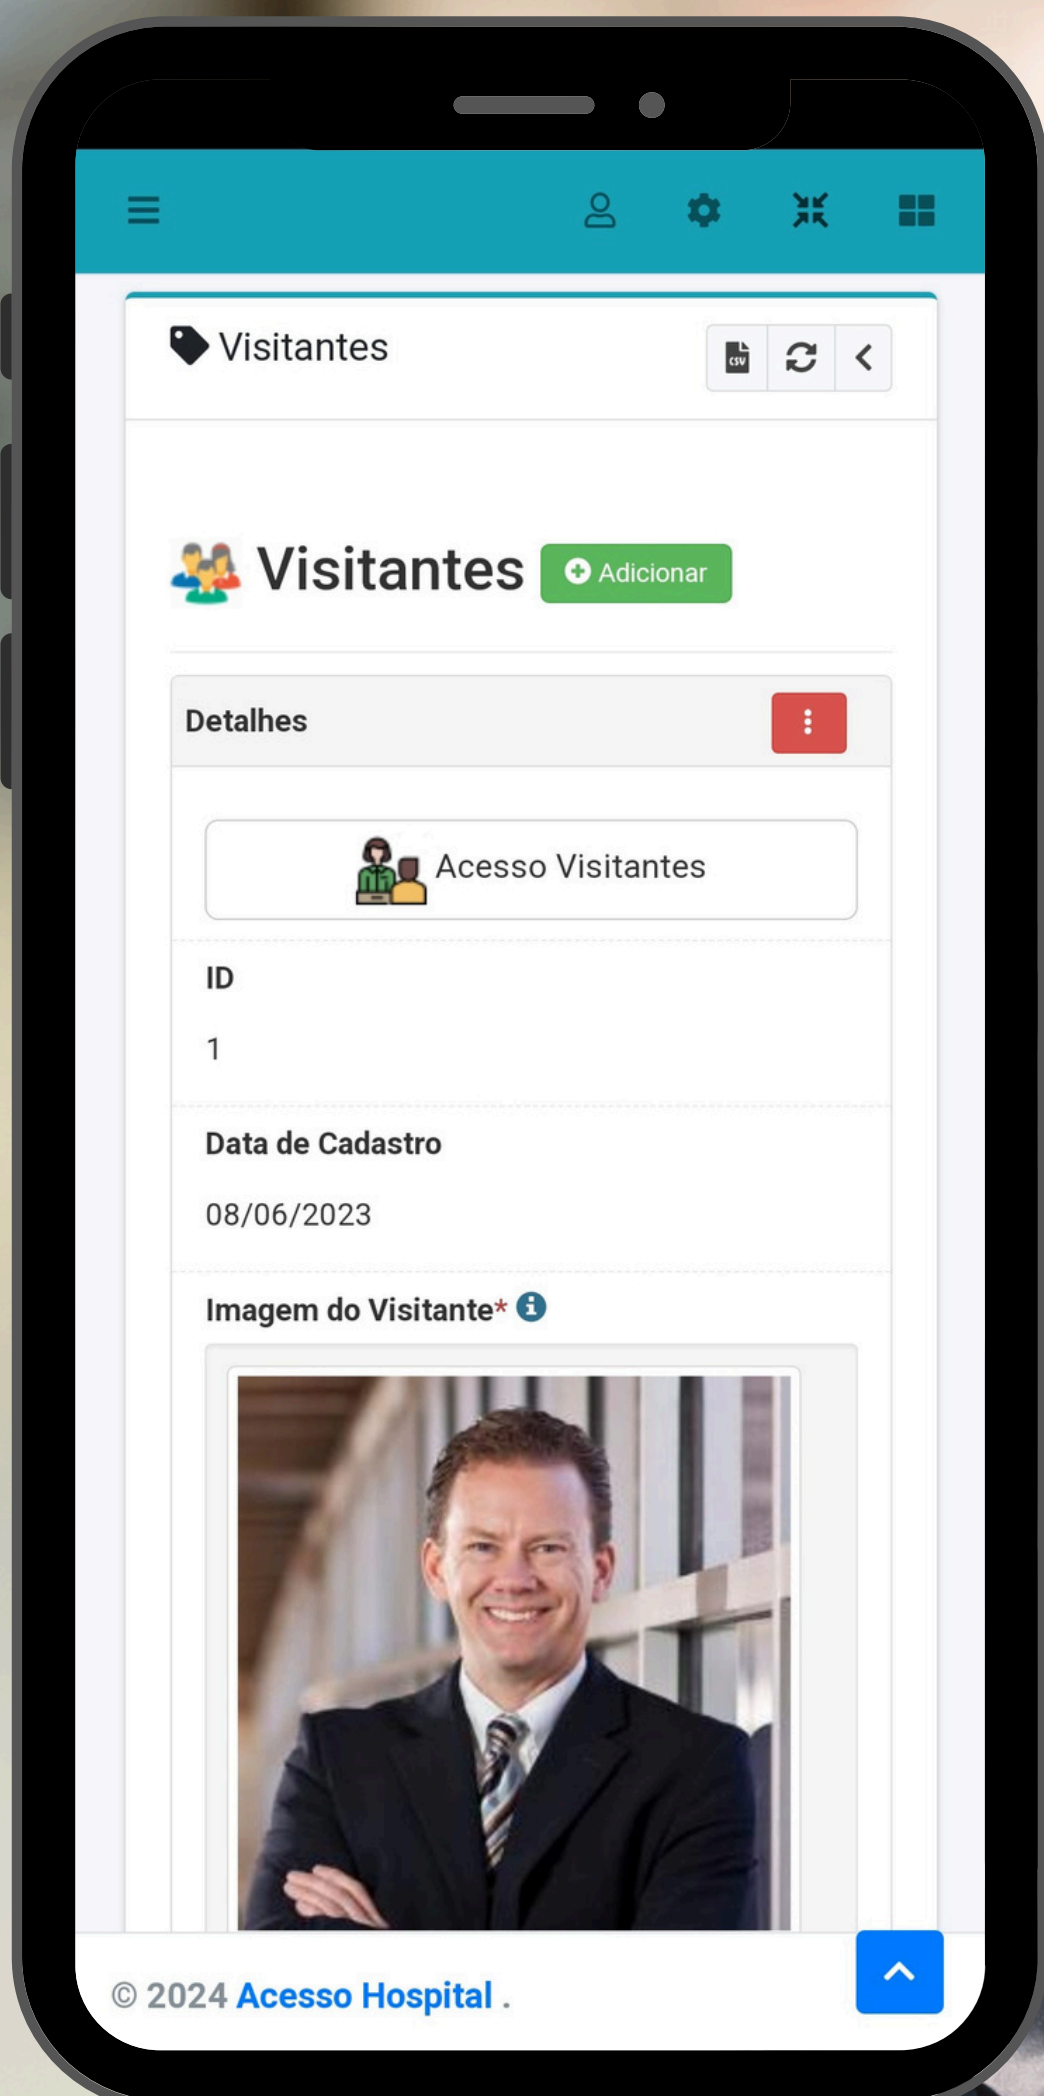 Visitantes
CSV
Visitantes
Adicionar
Detalhes
Acesso Visitantes
ID
1
Data de Cadastro
08/06/2023
Imagem do Visitante*
© 2024 Acesso Hospital .